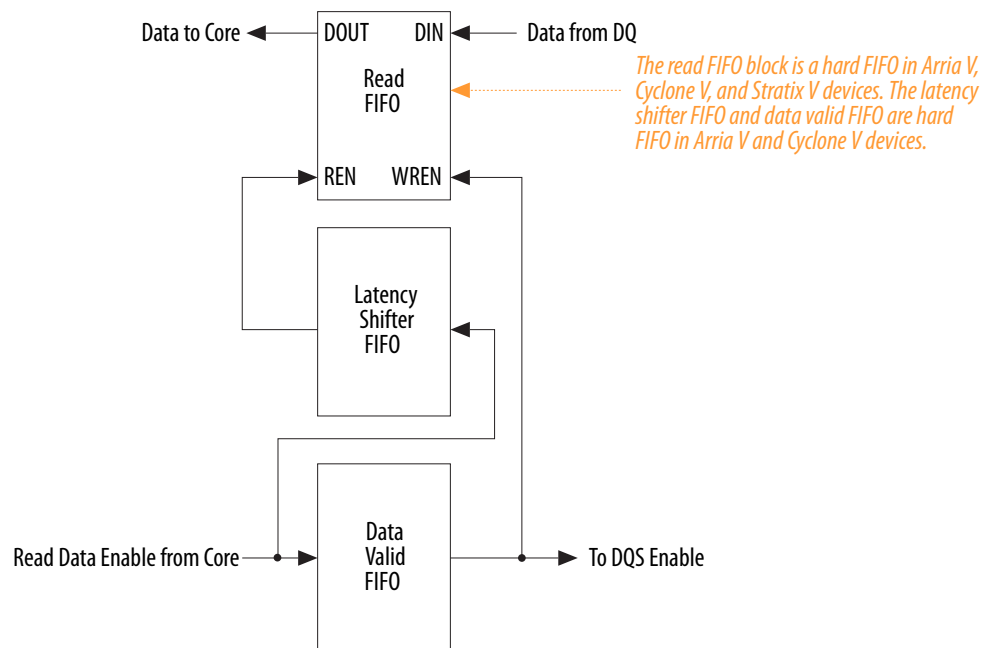 Data to Core
DOUT
DIN
Data from DQ
Read
FIFO
The read FIFO block is a hard FIFO in Arria V,
Cyclone V, and Stratix V devices. The latency
shifter FIFO and data valid FIFO are hard
FIFO in Arria V and Cyclone V devices.
REN
WREN
Latency
Shifter
FIFO
Data
Valid
FIFO
Read Data Enable from Core
To DQS Enable